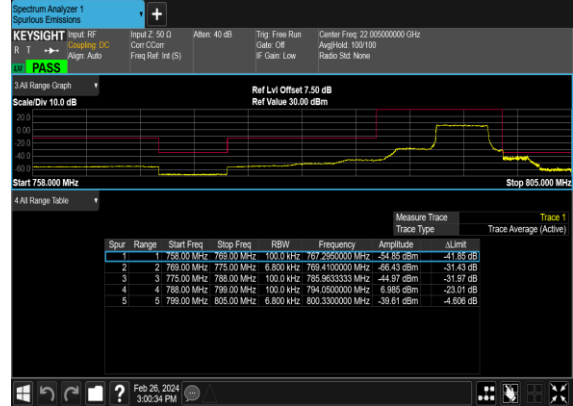 Spectrum Analyzer 1
Spurious Emissions
KEYSIGHT Input: RF Input Z: 50 Ω Atten: 40 dB Trig: Free Run Center Freq: 22.005000000 GHz
R T Coupling: DC Corr CCorr Gate: Off Avg|Hold: 100/100
Align: Auto Freq Ref: Int (S) IF Gain: Low Radio Std: None
PASS
3.All Range Graph
Ref Lvl Offset 7.50 dB
Scale/Div 10.0 dB Ref Value 30.00 dBm
20.0
0.00
-20.0
-40.0
-60.0
Start 758.000 MHz Stop 805.000 MHz
4.All Range Table
Measure Trace Trace 1
Trace Type Trace Average (Active)
Spur Range Start Freq Stop Freq RBW Frequency Amplitude ΔLimit
1 1 758.00 MHz 769.00 MHz 100.0 kHz 767.2950000 MHz -54.85 dBm -41.85 dB
2 2 769.00 MHz 775.00 MHz 6.800 kHz 769.4100000 MHz -66.43 dBm -31.43 dB
3 3 775.00 MHz 788.00 MHz 100.0 kHz 785.9633333 MHz -44.97 dBm -31.97 dB
4 4 788.00 MHz 799.00 MHz 100.0 kHz 794.0500000 MHz 6.985 dBm -23.01 dB
5 5 799.00 MHz 805.00 MHz 6.800 kHz 800.3300000 MHz -39.61 dBm -4.606 dB
? Feb 26, 2024
3:00:34 PM